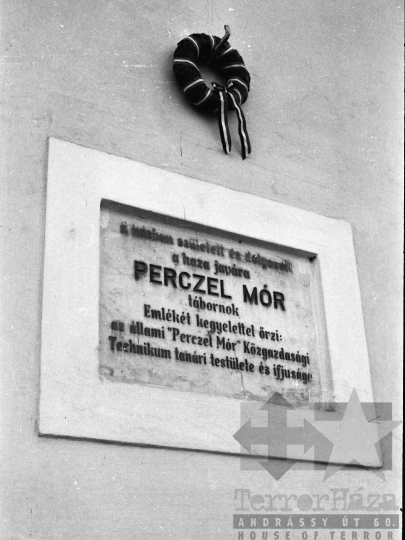 E házban született és dolgozott
a haza javára
PERCZEL MÓR
tábornok
Emlékét kegyelettel őrzi:
az állami "Perczel Mór" Közgazdasági
Technikum tanári testülete és ifjusága
TerrorHáza
ANDRÁSSY ÚT 60.
HOUSE OF TERROR